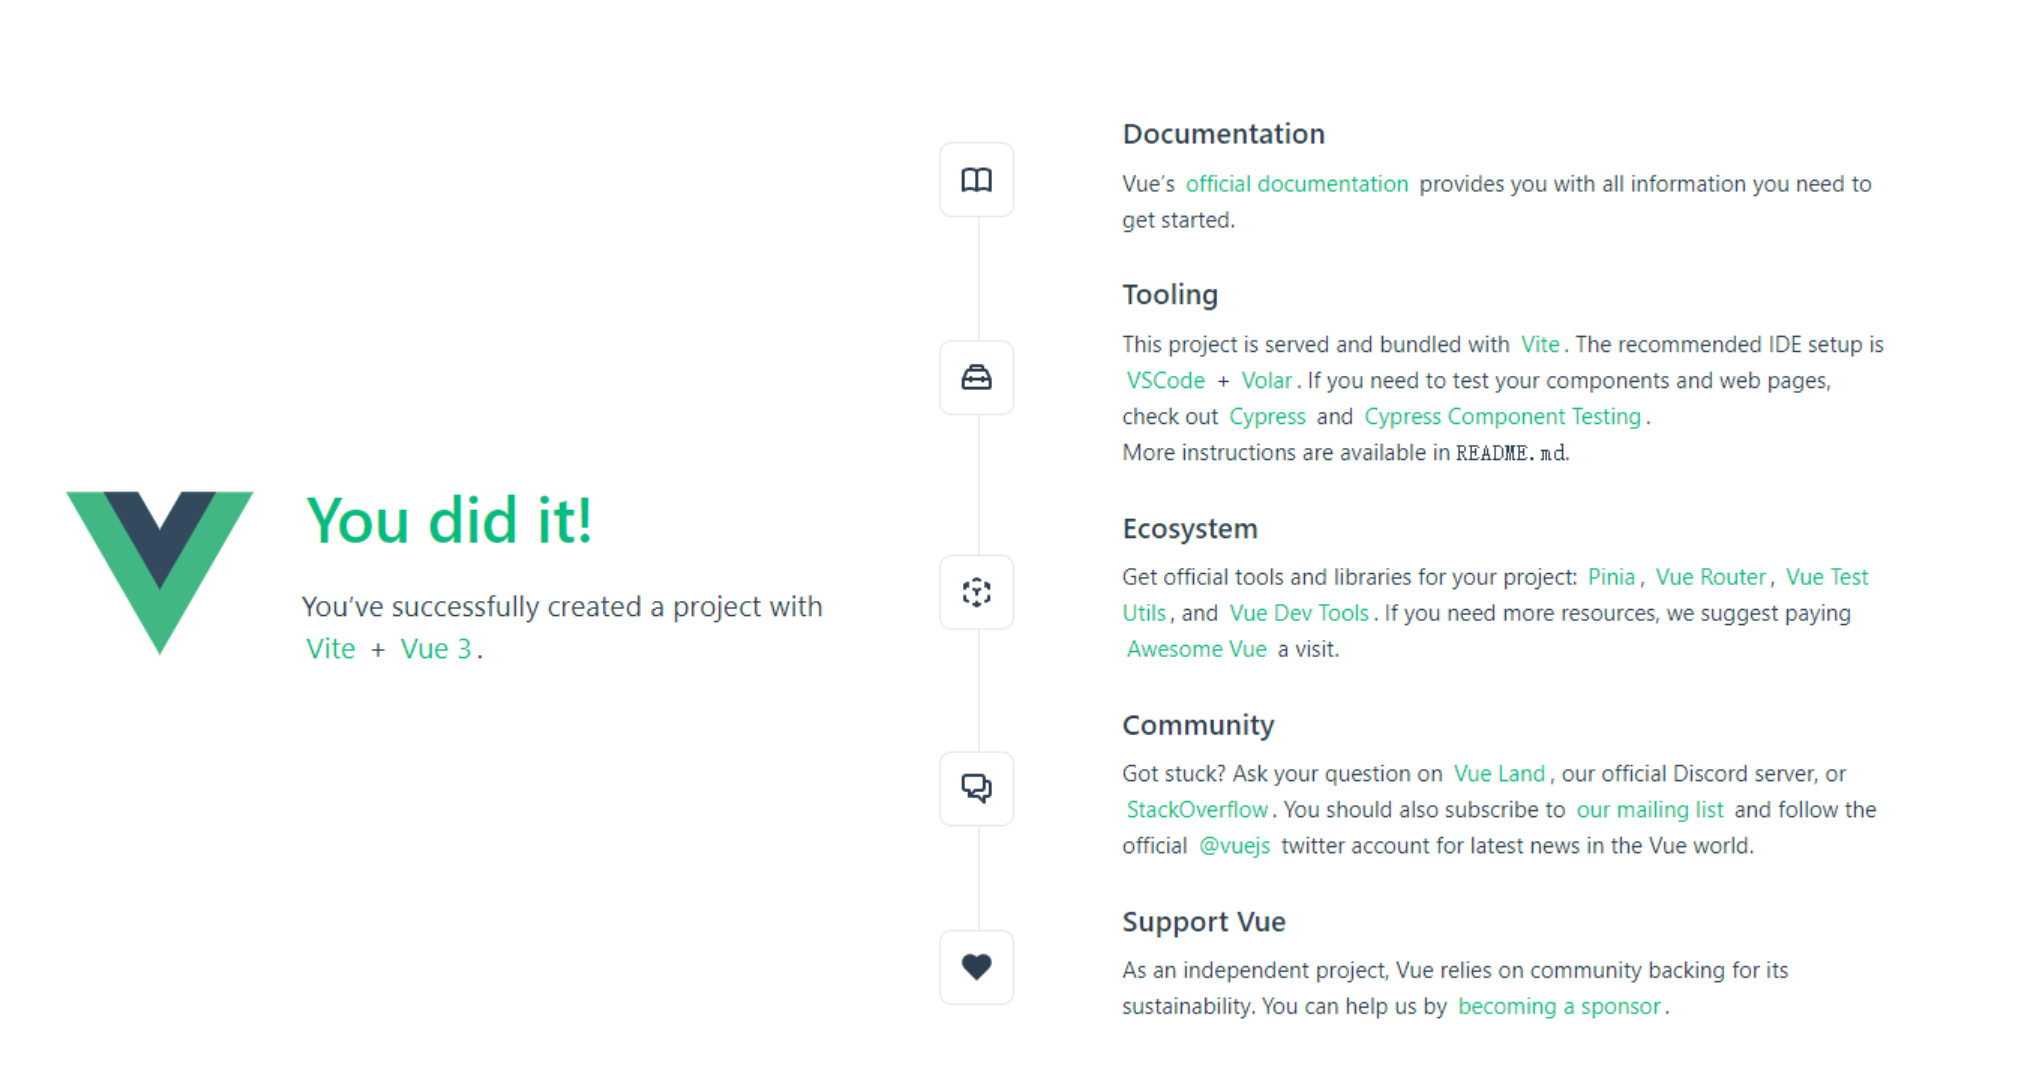 You did it!
You've successfully created a project with
Vite + Vue 3.
Documentation
Vue's official documentation provides you with all information you need to
get started.
Tooling
This project is served and bundled with Vite. The recommended IDE setup is
VSCode + Volar. If you need to test your components and web pages,
check out Cypress and Cypress Component Testing.
More instructions are available in README.md.
Ecosystem
Get official tools and libraries for your project: Pinia, Vue Router, Vue Test
Utils, and Vue Dev Tools. If you need more resources, we suggest paying
Awesome Vue a visit.
Community
Got stuck? Ask your question on Vue Land, our official Discord server, or
StackOverflow. You should also subscribe to our mailing list and follow the
official @vuejs twitter account for latest news in the Vue world.
Support Vue
As an independent project, Vue relies on community backing for its
sustainability. You can help us by becoming a sponsor.